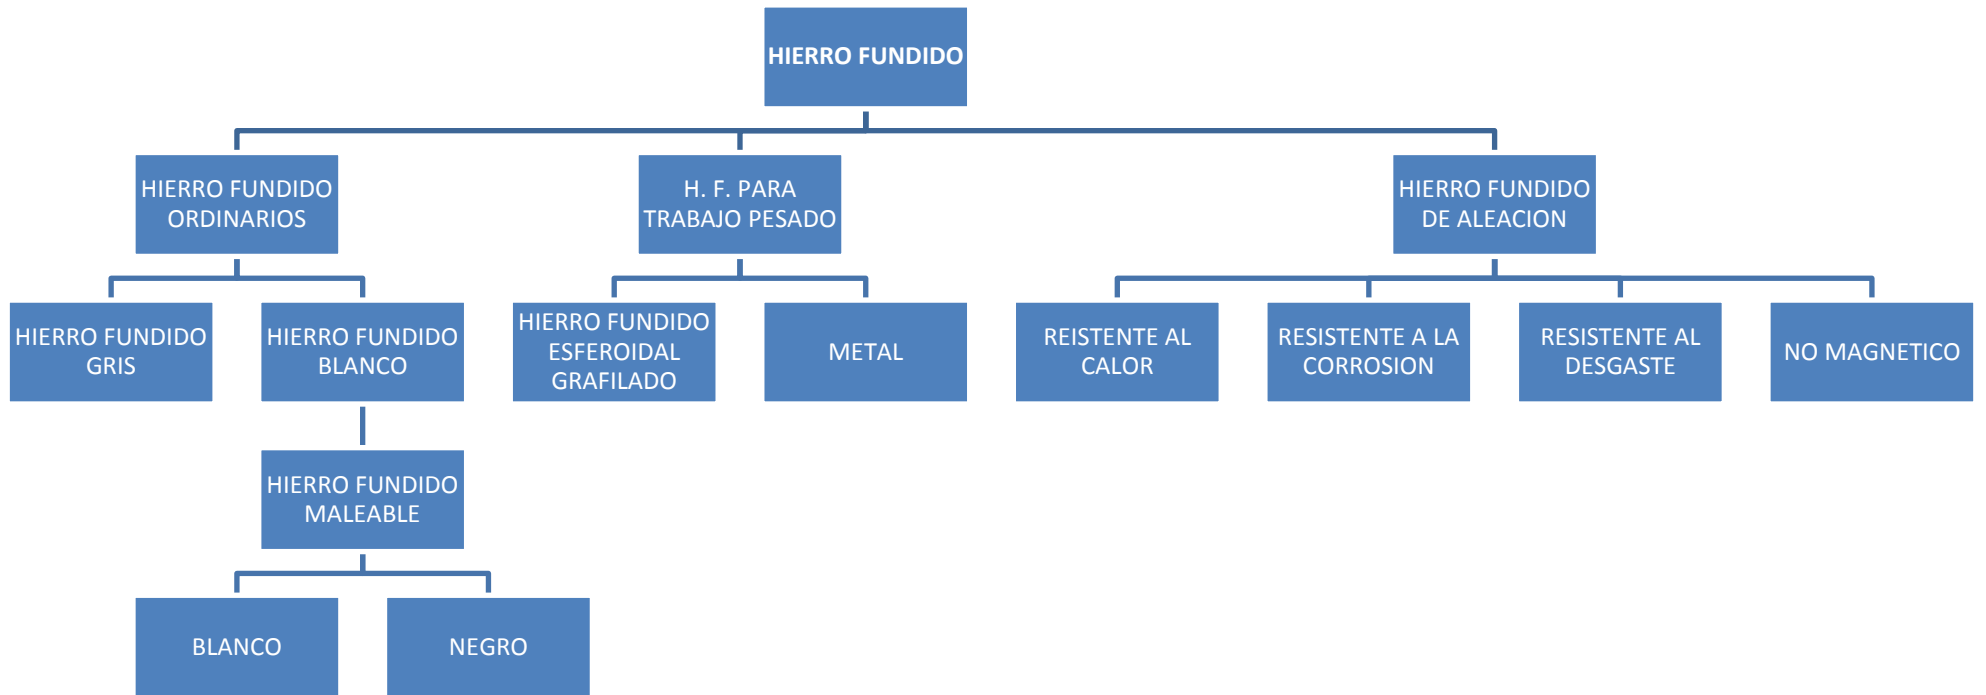 HIERRO FUNDIDO
HIERRO FUNDIDO
ORDINARIOS
H. F. PARA
TRABAJO PESADO
HIERRO FUNDIDO
DE ALEACION
HIERRO FUNDIDO
GRIS
HIERRO FUNDIDO
BLANCO
HIERRO FUNDIDO
ESFEROIDAL
GRAFILADO
METAL
REISTENTE AL
CALOR
RESISTENTE A LA
CORROSION
RESISTENTE AL
DESGASTE
NO MAGNETICO
HIERRO FUNDIDO
MALEABLE
BLANCO
NEGRO